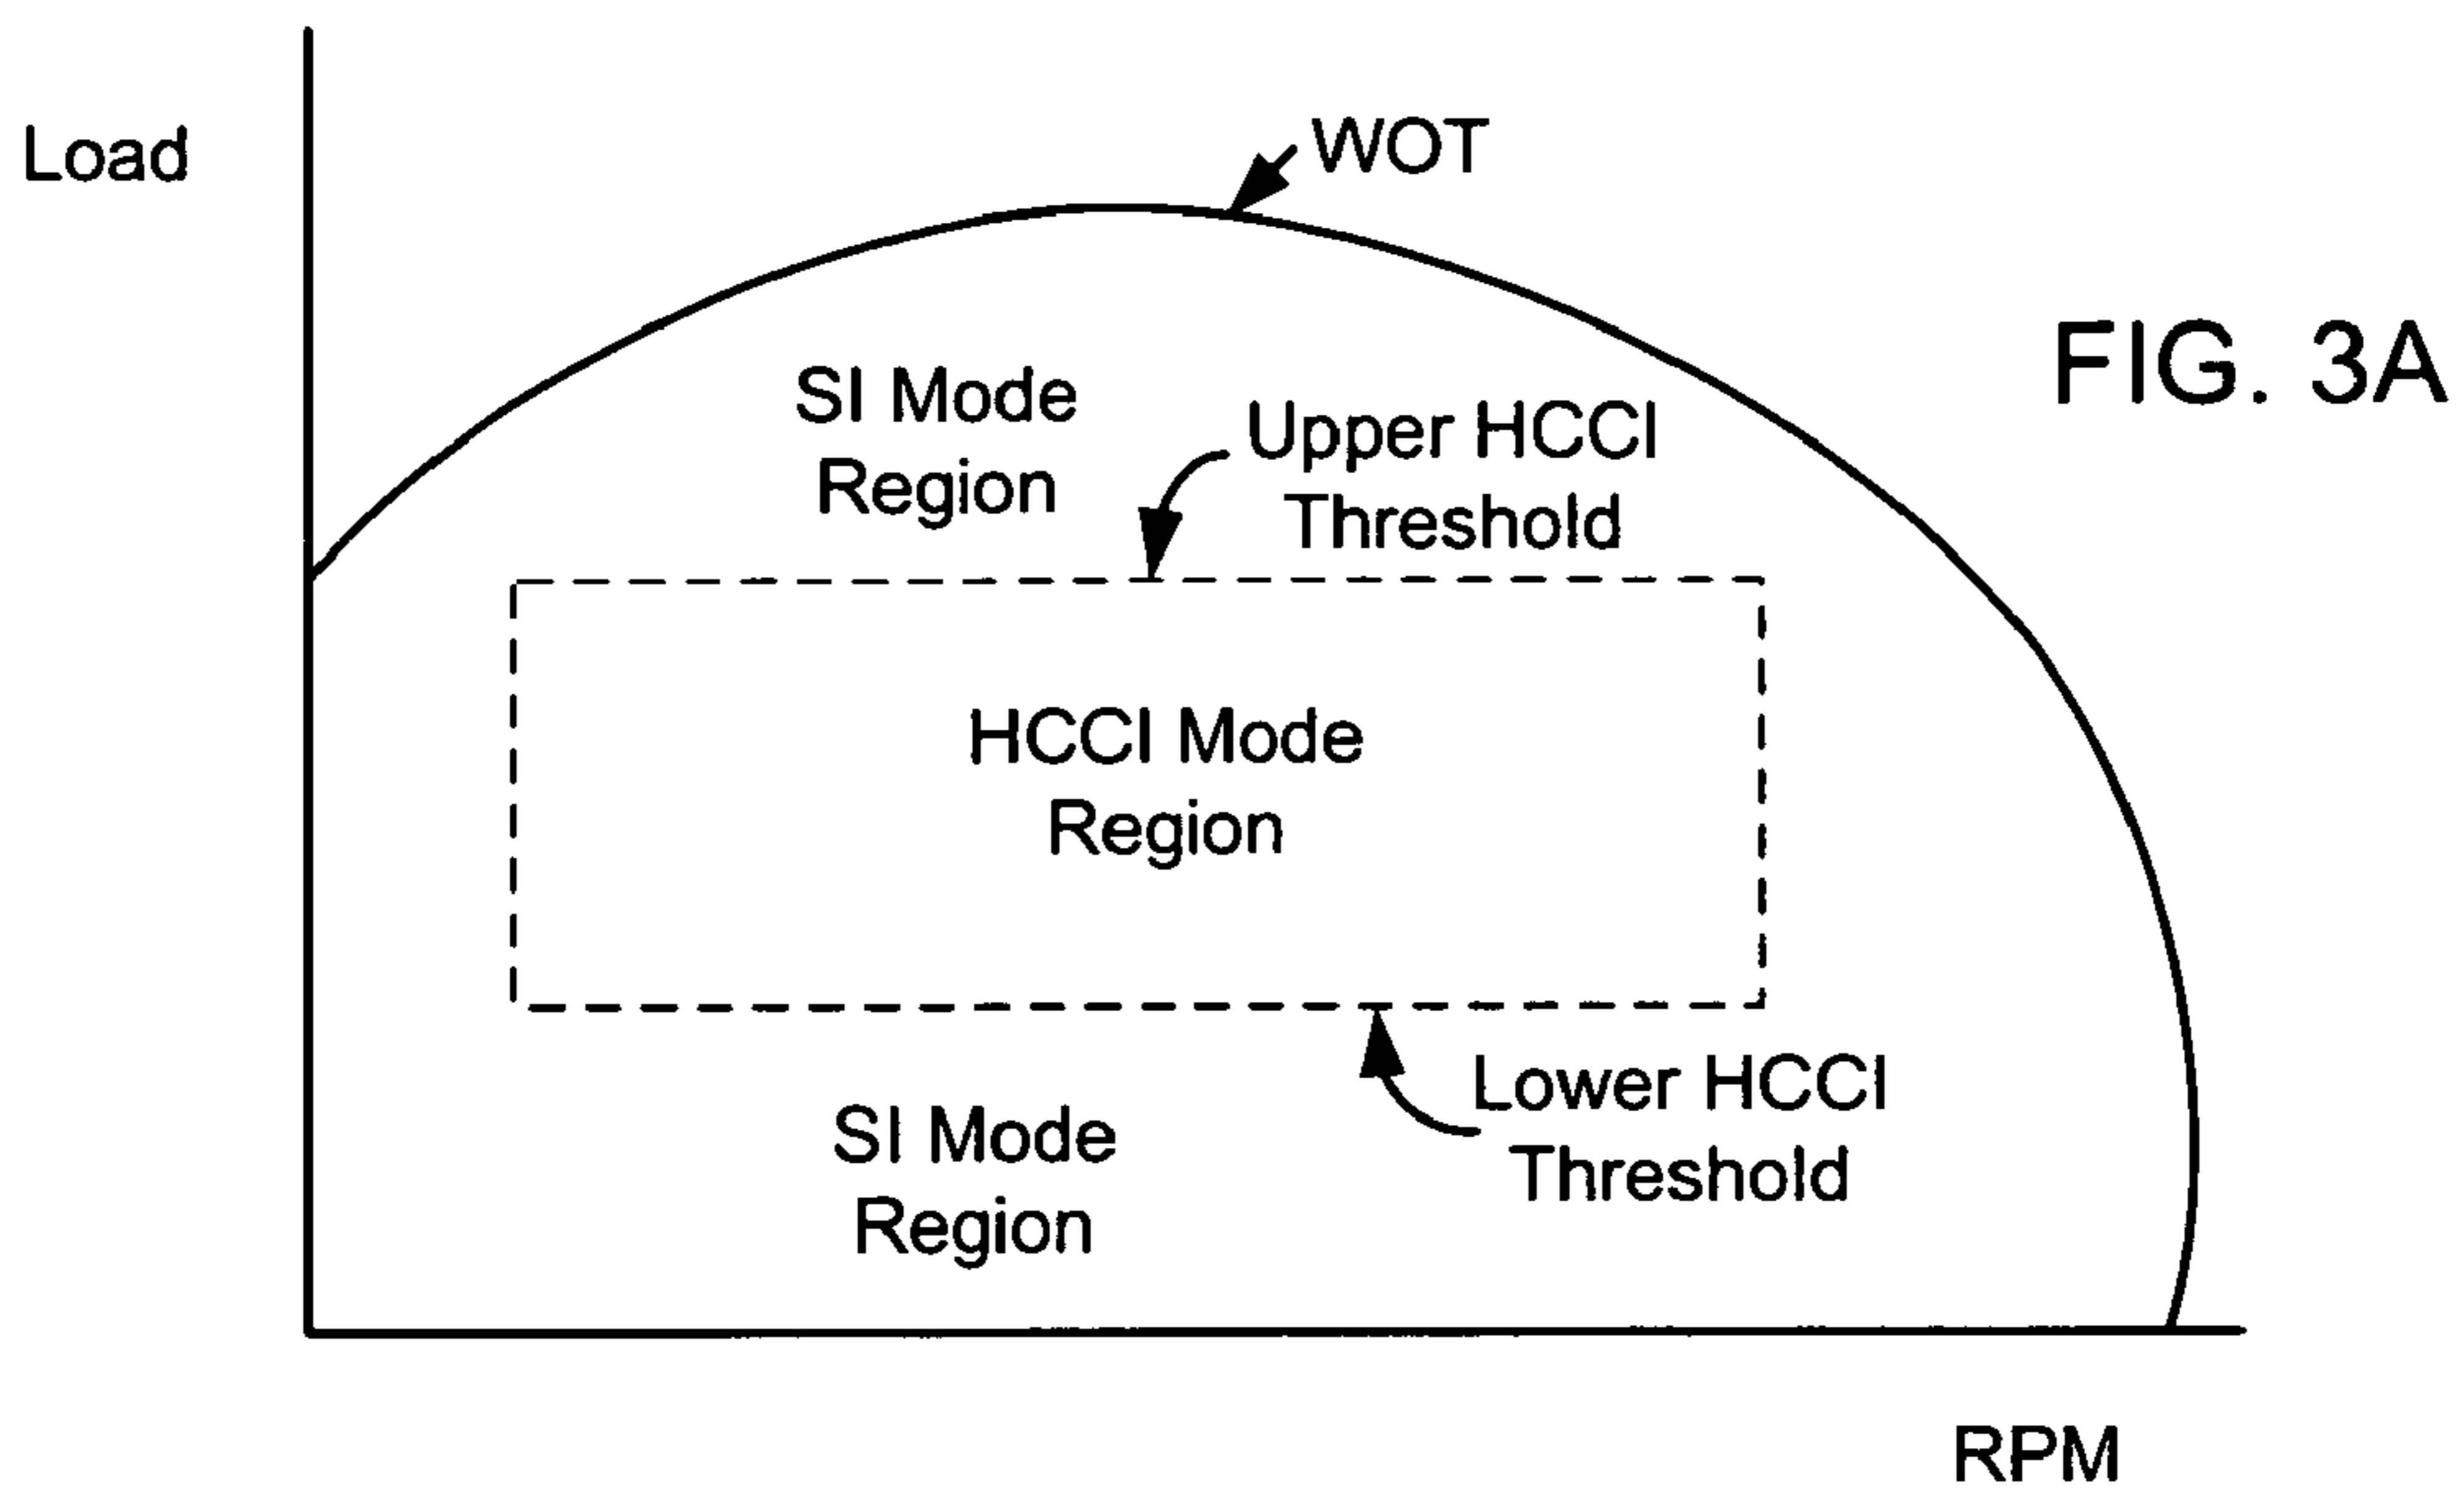 Load
WOT
FIG. 3A
SI Mode
Region
Upper HCCI
Threshold
HCCI Mode
Region
Lower HCCI
Threshold
SI Mode
Region
RPM